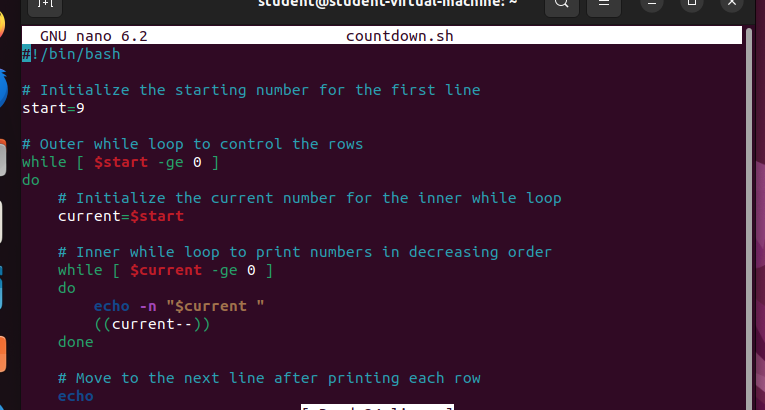 student@student-virtual-machine: ~
GNU nano 6.2 countdown.sh
#!/bin/bash
# Initialize the starting number for the first line
start=9
# Outer while loop to control the rows
while [ $start -ge 0 ]
do
    # Initialize the current number for the inner while loop
    current=$start
    # Inner while loop to print numbers in decreasing order
    while [ $current -ge 0 ]
    do
        echo -n "$current "
        ((current--))
    done
    # Move to the next line after printing each row
    echo